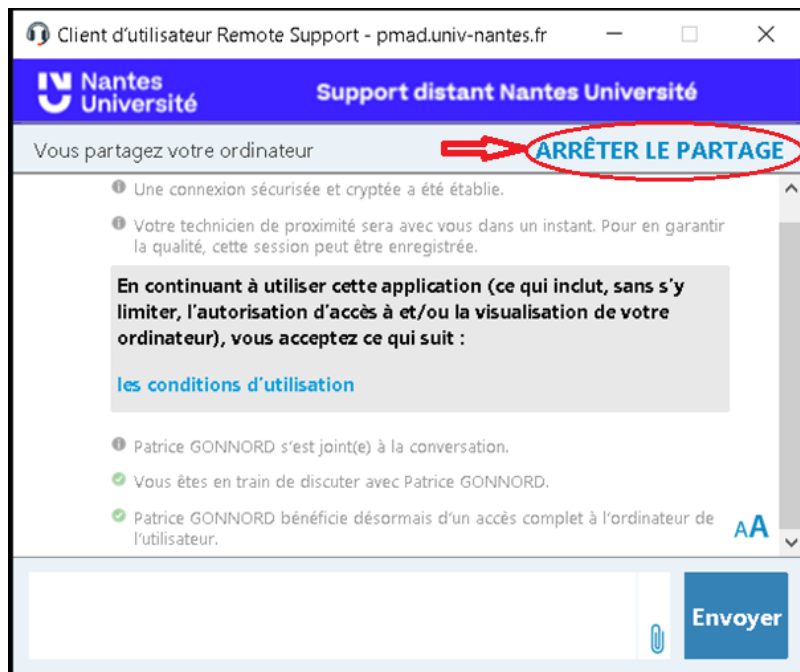 Client d'utilisateur Remote Support - pmad.univ-nantes.fr
Nantes
Université
Support distant Nantes Université
Vous partagez votre ordinateur
ARRÊTER LE PARTAGE
Une connexion sécurisée et cryptée a été établie.
Votre technicien de proximité sera avec vous dans un instant. Pour en garantir
la qualité, cette session peut être enregistrée.
En continuant à utiliser cette application (ce qui inclut, sans s'y
limiter, l'autorisation d'accès à et/ou la visualisation de votre
ordinateur), vous acceptez ce qui suit :
les conditions d'utilisation
Patrice GONNORD s'est joint(e) à la conversation.
Vous êtes en train de discuter avec Patrice GONNORD.
Patrice GONNORD bénéficie désormais d'un accès complet à l'ordinateur de
l'utilisateur.
AA
Envoyer